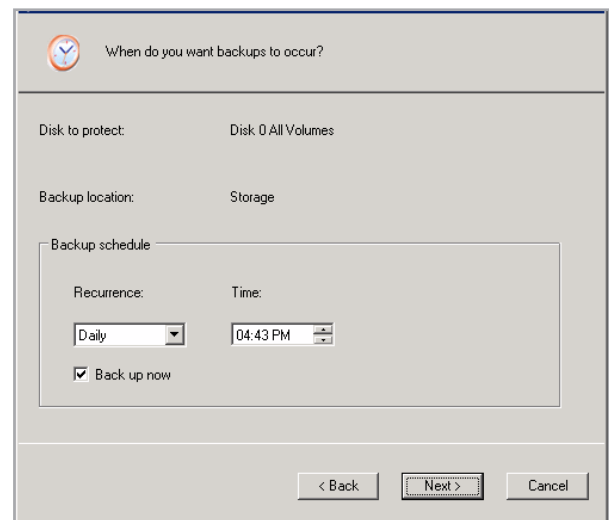 When do you want backups to occur?
Disk to protect: Disk 0 All Volumes
Backup location: Storage
Backup schedule
Recurrence: Time:
Daily 04:43 PM
Back up now
< Back Next > Cancel